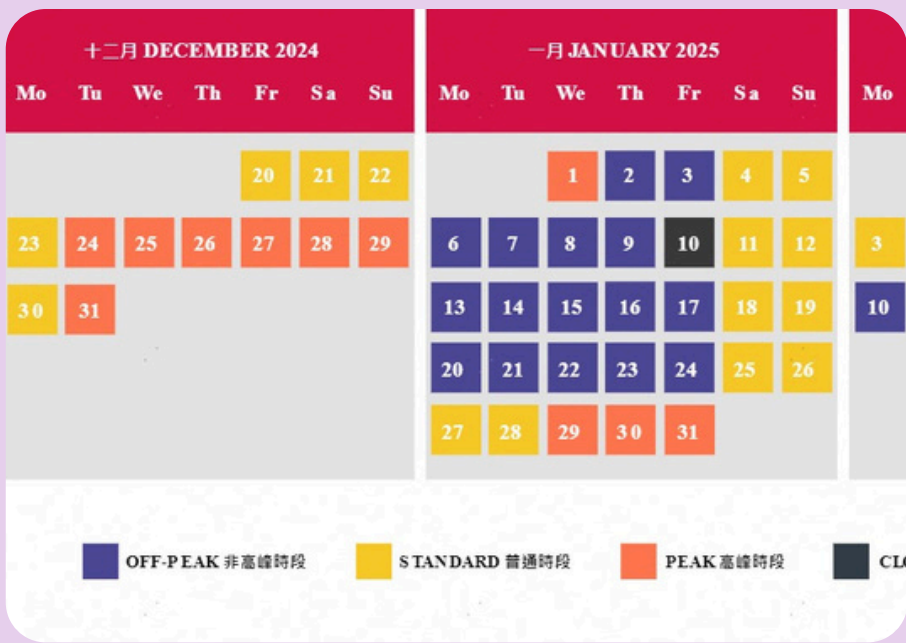 十二月 DECEMBER 2024
Mo Tu We Th Fr Sa Su
20 21 22
23 24 25 26 27 28 29
30 31
一月 JANUARY 2025
Mo Tu We Th Fr Sa Su
1 2 3 4 5
6 7 8 9 10 11 12
13 14 15 16 17 18 19
20 21 22 23 24 25 26
27 28 29 30 31
Mo
3
10
OFF-PEAK 非高峰時段
STANDARD 普通時段
PEAK 高峰時段
CLO